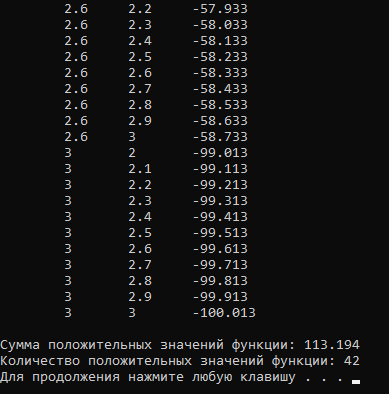 2.6 2.2 -57.933
2.6 2.3 -58.033
2.6 2.4 -58.133
2.6 2.5 -58.233
2.6 2.6 -58.333
2.6 2.7 -58.433
2.6 2.8 -58.533
2.6 2.9 -58.633
2.6 3 -58.733
3 2 -99.013
3 2.1 -99.113
3 2.2 -99.213
3 2.3 -99.313
3 2.4 -99.413
3 2.5 -99.513
3 2.6 -99.613
3 2.7 -99.713
3 2.8 -99.813
3 2.9 -99.913
3 3 -100.013
Сумма положительных значений функции: 113.194
Количество положительных значений функции: 42
Для продолжения нажмите любую клавишу . . .